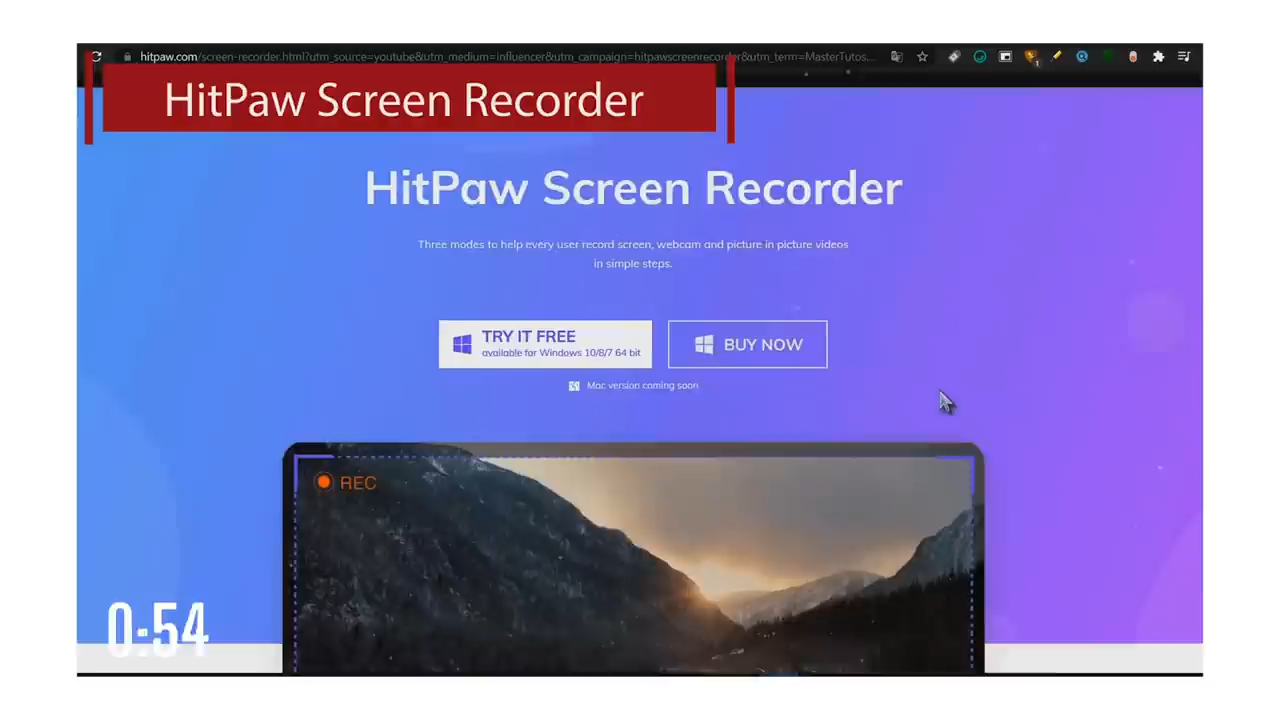 hitpaw.com/screen-recorder.html?utm_source=youtube&utm_medium=influencer&utm_campaign=hitpawscreenrecorder&utm_term=MasterTutos...
HitPaw Screen Recorder
HitPaw Screen Recorder
Three modes to help every user record screen, webcam and picture in picture videos
in simple steps.
TRY IT FREE
available for Windows 10/8/7 64 bit
BUY NOW
Mac version coming soon
REC
0:54